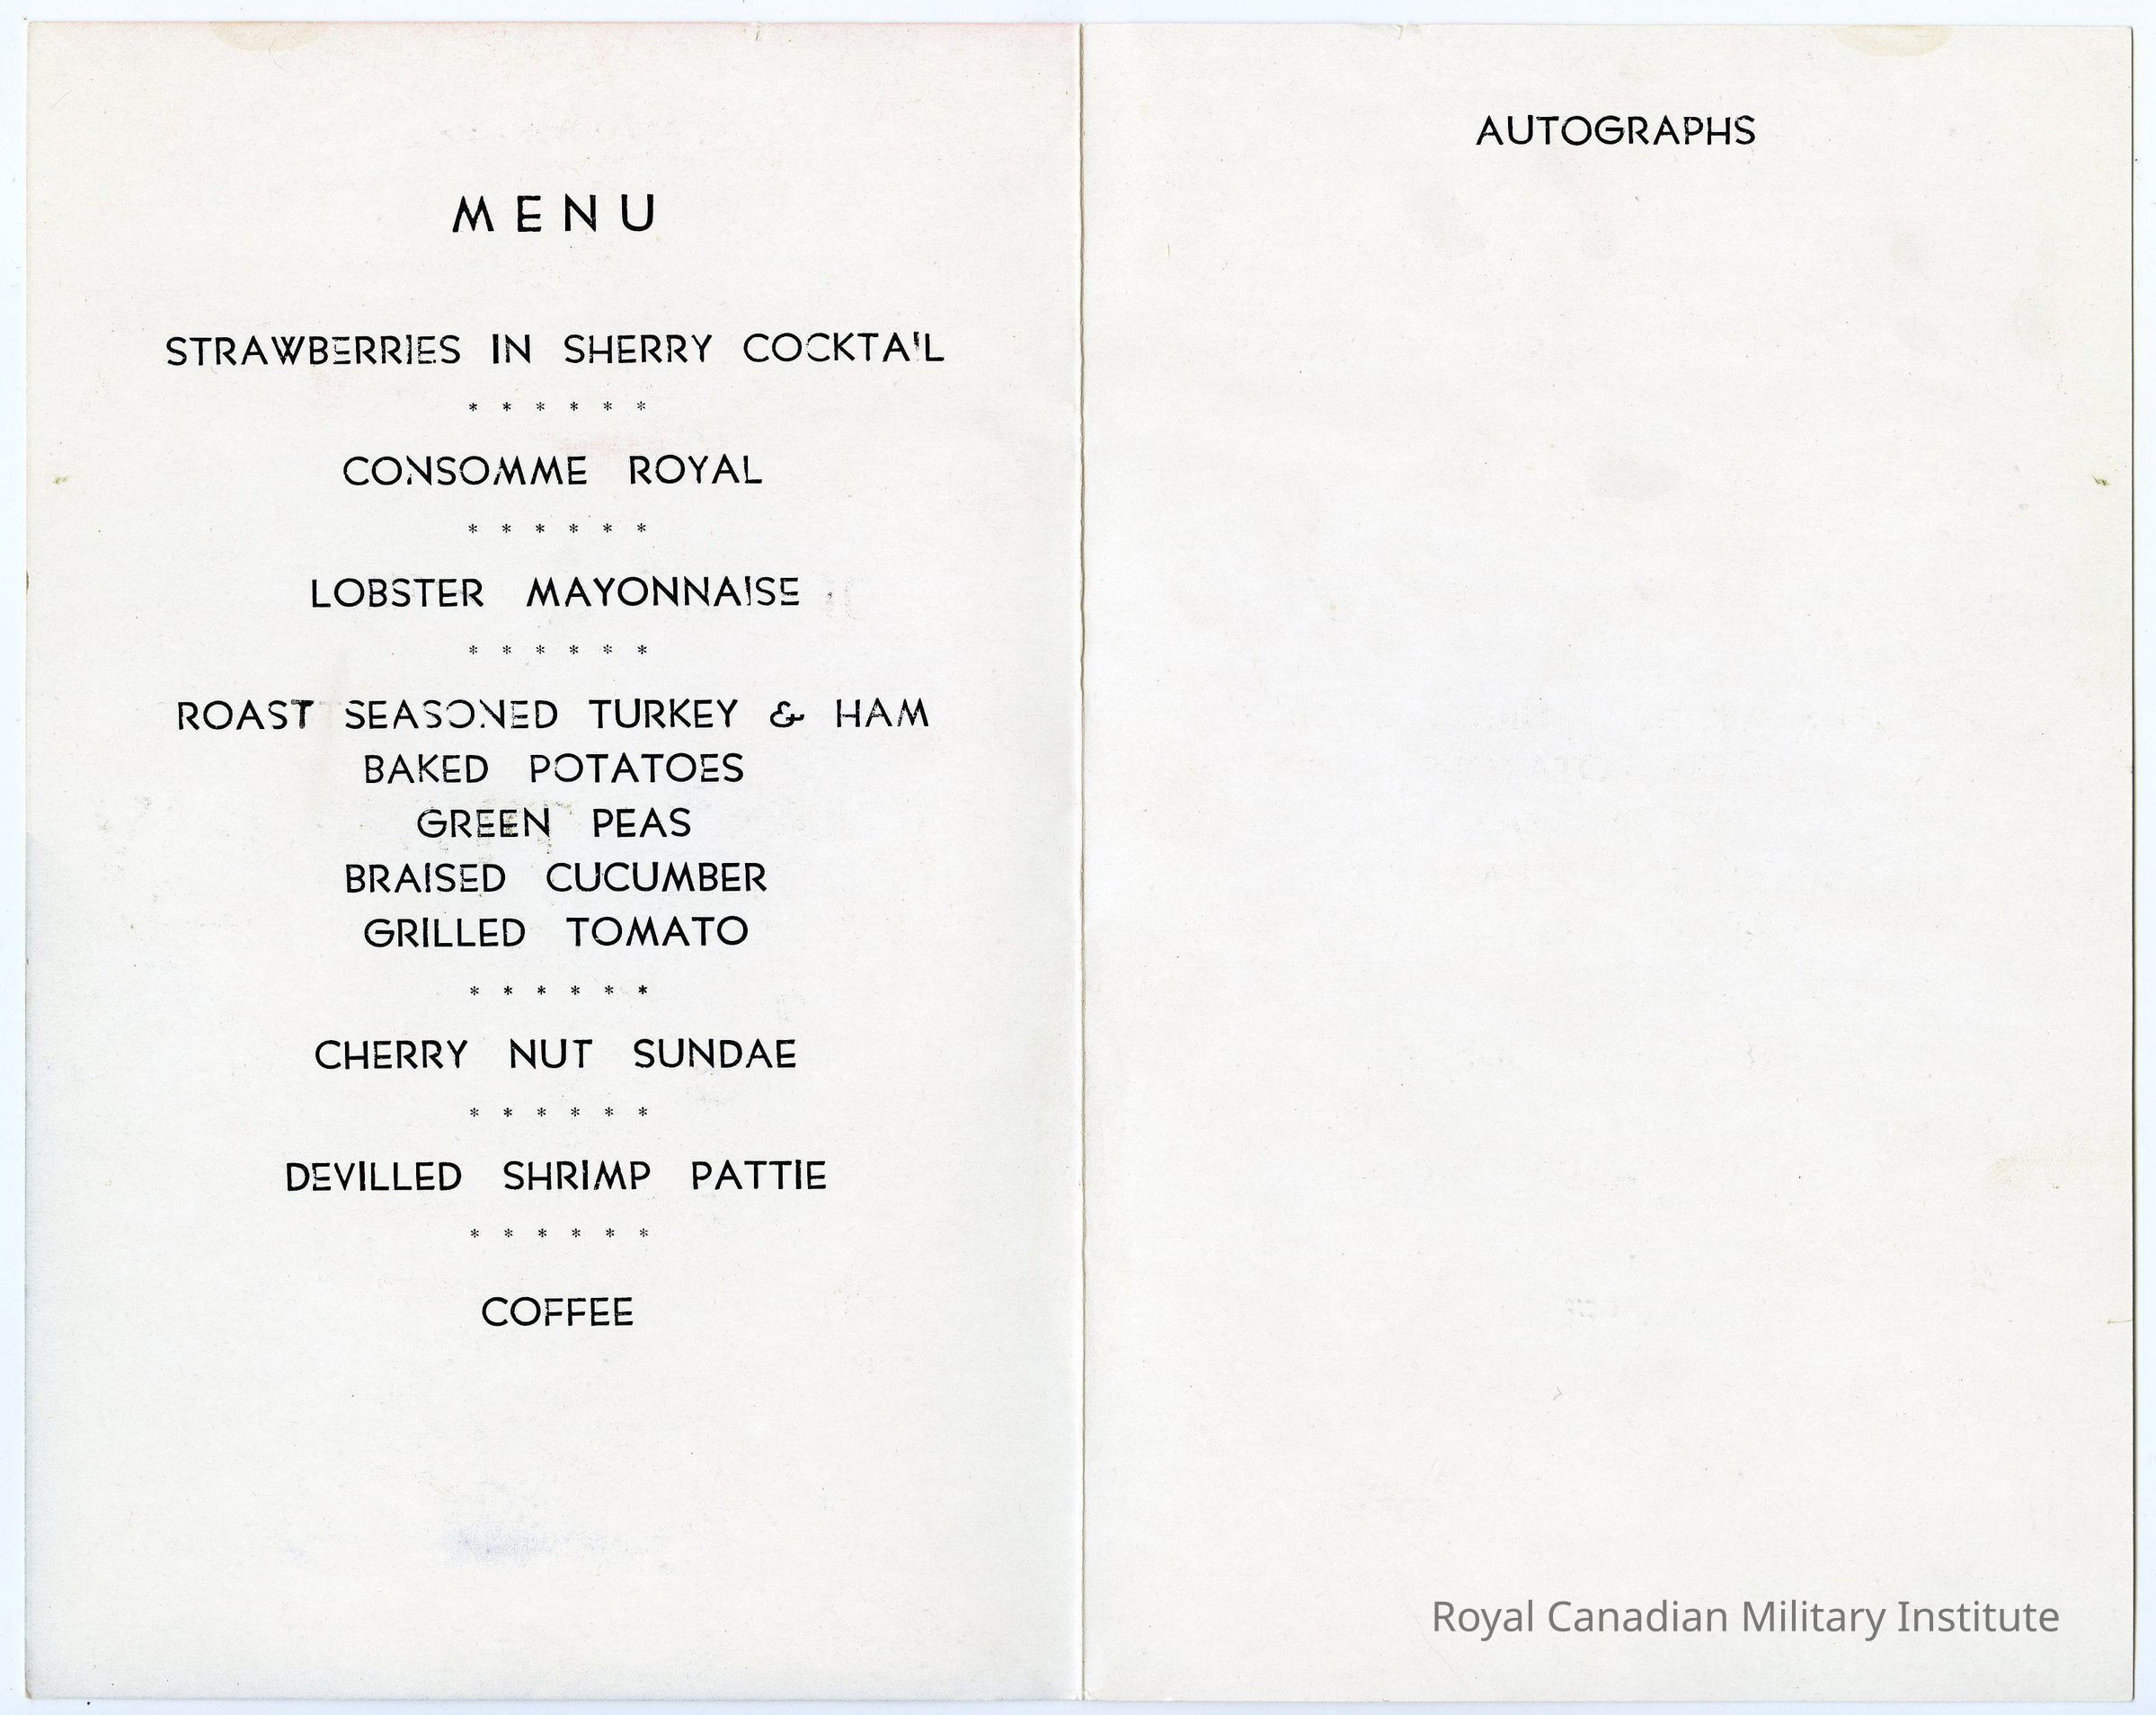 MENU
STRAWBERRIES IN SHERRY COCKTAIL
* * * * * *
CONSOMME ROYAL
* * * * * *
LOBSTER MAYONNAISE
* * * * * *
ROAST SEASONED TURKEY & HAM
BAKED POTATOES
GREEN PEAS
BRAISED CUCUMBER
GRILLED TOMATO
* * * * * *
CHERRY NUT SUNDAE
* * * * * *
DEVILLED SHRIMP PATTIE
* * * * * *
COFFEE
AUTOGRAPHS
Royal Canadian Military Institute